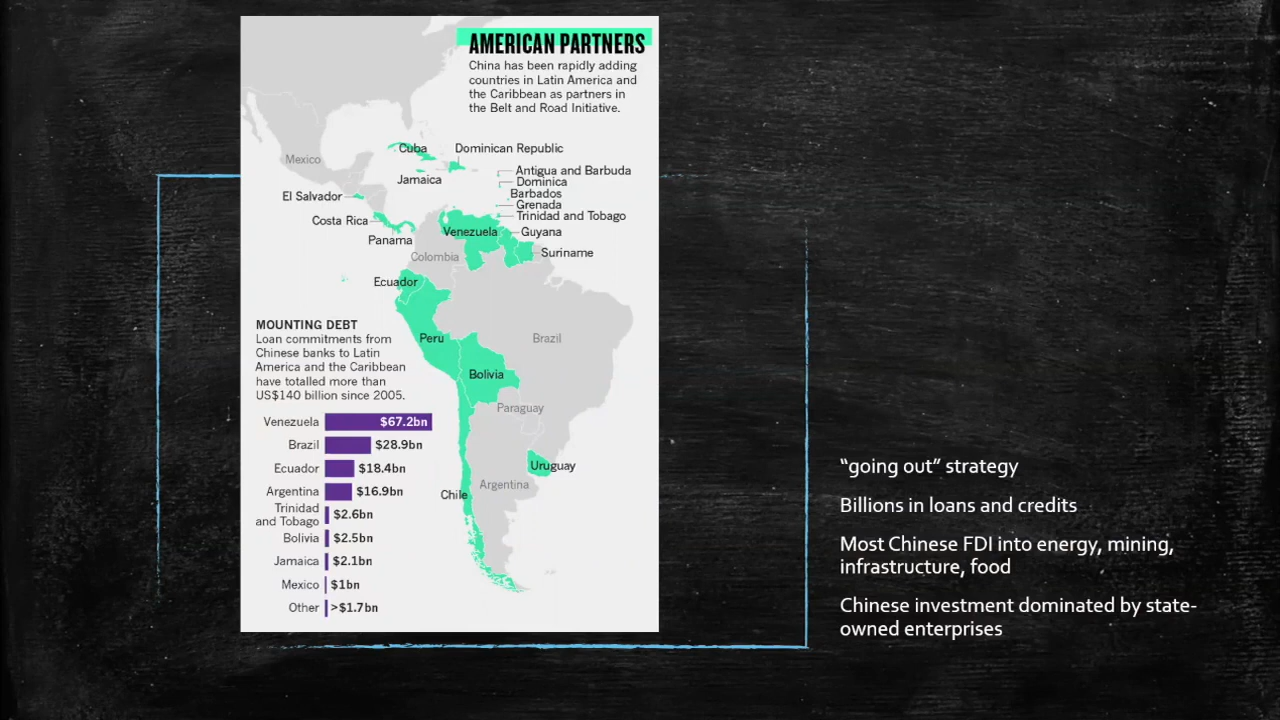 AMERICAN PARTNERS
China has been rapidly adding
countries in Latin America and
the Caribbean as partners in
the Belt and Road Initiative.
Cuba
Dominican Republic
Mexico
Jamaica
Antigua and Barbuda
Dominica
Barbados
El Salvador
Grenada
Trinidad and Tobago
Costa Rica
Venezuela
Guyana
Panama
Colombia
Suriname
Ecuador
Peru
Brazil
Bolivia
Paraguay
Uruguay
Argentina
Chile
MOUNTING DEBT
Loan commitments from
Chinese banks to Latin
America and the Caribbean
have totalled more than
US$140 billion since 2005.
Venezuela $67.2bn
Brazil $28.9bn
Ecuador $18.4bn
Argentina $16.9bn
Trinidad
and Tobago $2.6bn
Bolivia $2.5bn
Jamaica $2.1bn
Mexico $1bn
Other >$1.7bn
“going out” strategy
Billions in loans and credits
Most Chinese FDI into energy, mining,
infrastructure, food
Chinese investment dominated by state-
owned enterprises